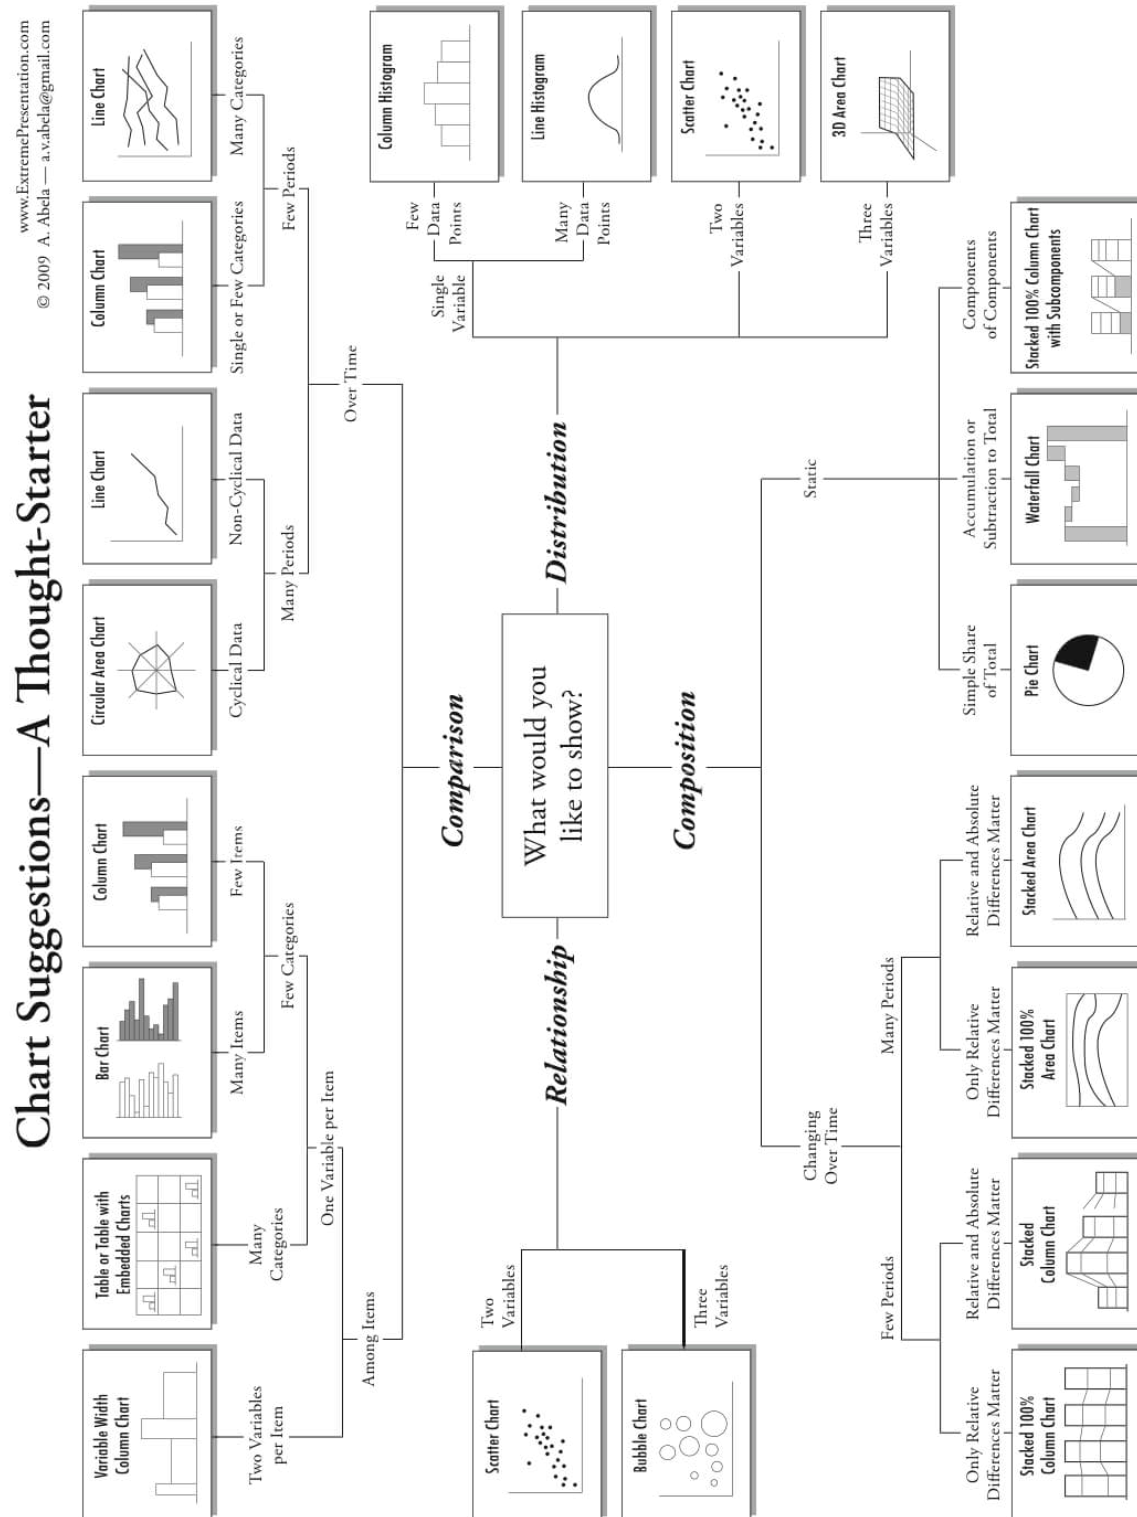 Chart Suggestions—A Thought-Starter
www.ExtremePresentation.com
© 2009 A. Abela — a.v.abela@gmail.com
Variable Width
Column Chart
Table or Table with
Embedded Charts
Bar Chart
Column Chart
Circular Area Chart
Line Chart
Column Chart
Line Chart
Two Variables
per Item
Many
Categories
Many Items
Few Items
Cyclical Data
Non-Cyclical Data
Single or Few Categories
Many Categories
Few Categories
Many Periods
Few Periods
One Variable per Item
Among Items
Over Time
Comparison
What would you
like to show?
Relationship
Two
Variables
Scatter Chart
Three
Variables
Bubble Chart
Distribution
Single
Variable
Few
Data
Points
Column Histogram
Many
Data
Points
Line Histogram
Two
Variables
Scatter Chart
Three
Variables
3D Area Chart
Composition
Changing
Over Time
Static
Few Periods
Many Periods
Only Relative
Differences Matter
Relative and Absolute
Differences Matter
Only Relative
Differences Matter
Relative and Absolute
Differences Matter
Simple Share
of Total
Accumulation or
Subtraction to Total
Components
of Components
Stacked 100%
Column Chart
Stacked
Column Chart
Stacked 100%
Area Chart
Stacked Area Chart
Pie Chart
Waterfall Chart
Stacked 100% Column Chart
with Subcomponents